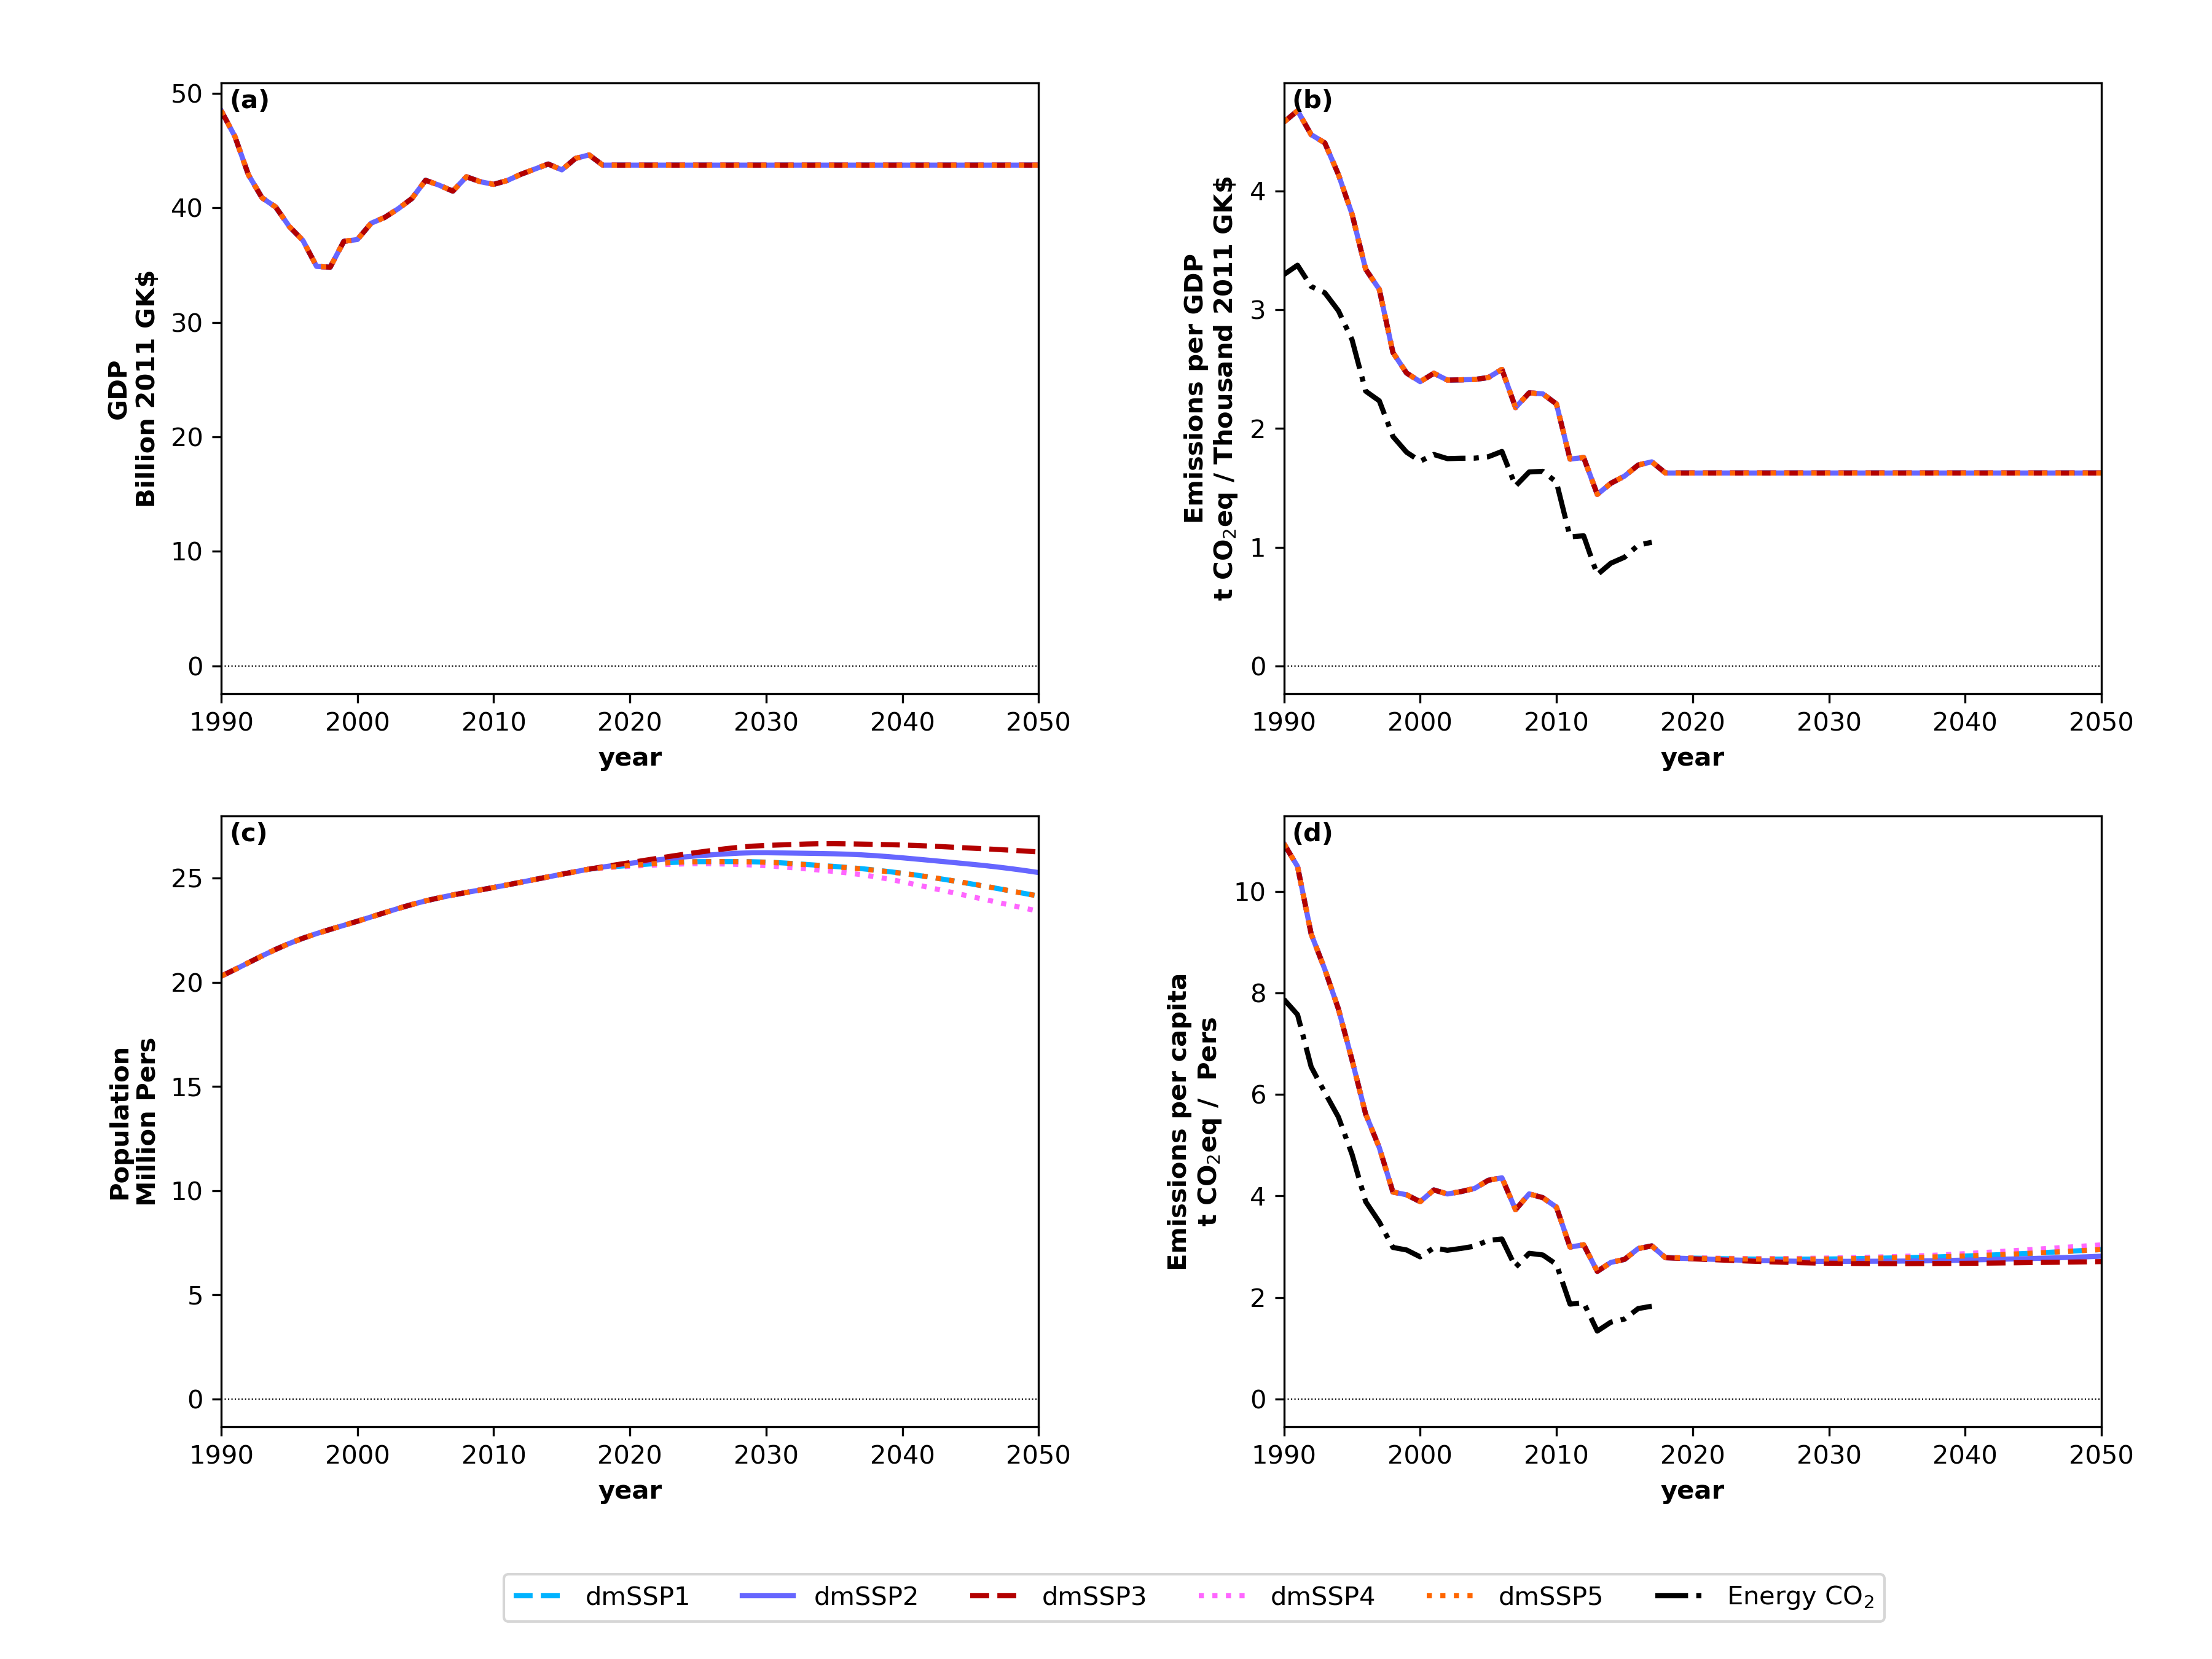 (a)
50
40
30
20
10
0
GDP
Billion 2011 GK$
1990 2000 2010 2020 2030 2040 2050
year
(b)
4
3
2
1
0
Emissions per GDP
t CO₂eq / Thousand 2011 GK$
1990 2000 2010 2020 2030 2040 2050
year
(c)
25
20
15
10
5
0
Population
Million Pers
1990 2000 2010 2020 2030 2040 2050
year
(d)
10
8
6
4
2
0
Emissions per capita
t CO₂eq / Pers
1990 2000 2010 2020 2030 2040 2050
year
dmSSP1 dmSSP2 dmSSP3 dmSSP4 dmSSP5 Energy CO₂